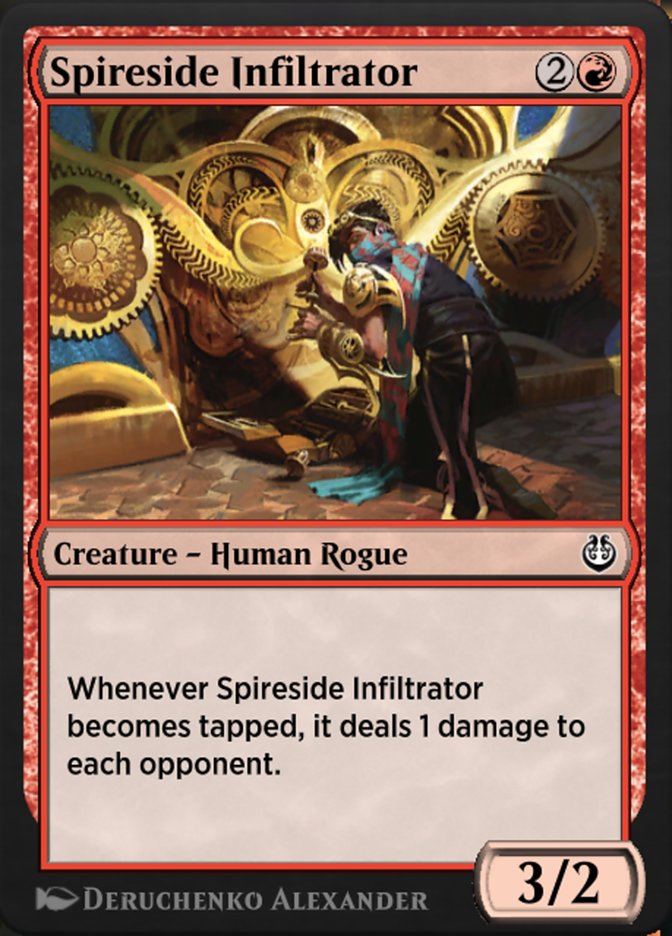 Spireside Infiltrator 2
Creature – Human Rogue
Whenever Spireside Infiltrator
becomes tapped, it deals 1 damage to
each opponent.
3/2
Deruchenko Alexander